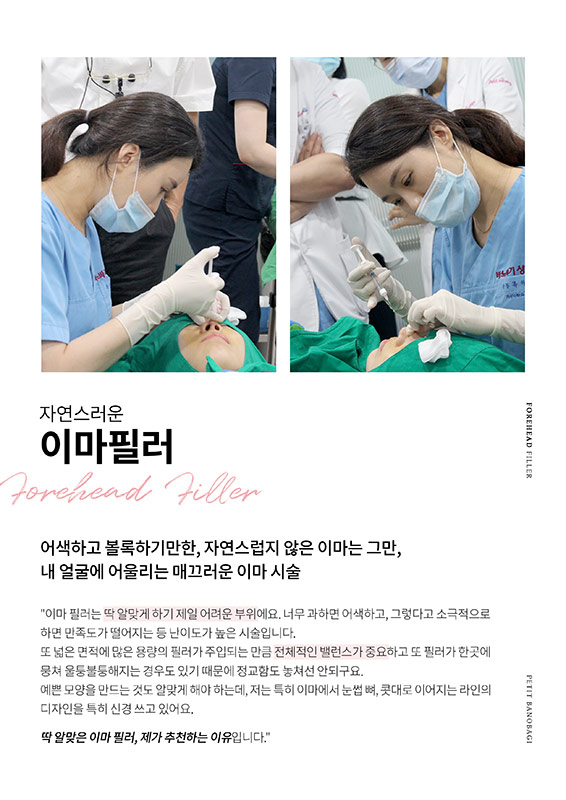 자연스러운
이마필러
Forehead Filler
FOREHEAD FILLER
어색하고 볼록하기만한, 자연스럽지 않은 이마는 그만,
내 얼굴에 어울리는 매끄러운 이마 시술
"이마 필러는 딱 알맞게 하기 제일 어려운 부위에요. 너무 과하면 어색하고, 그렇다고 소극적으로
하면 만족도가 떨어지는 등 난이도가 높은 시술입니다.
또 넓은 면적에 많은 용량의 필러가 주입되는 만큼 전체적인 밸런스가 중요하고 또 필러가 한곳에
뭉쳐 울퉁불퉁해지는 경우도 있기 때문에 정교함도 놓쳐선 안되구요.
예쁜 모양을 만드는 것도 알맞게 해야 하는데, 저는 특히 이마에서 눈썹 뼈, 콧대로 이어지는 라인의
디자인을 특히 신경 쓰고 있어요.
딱 알맞은 이마 필러, 제가 추천하는 이유입니다."
PETIT BANOBAGI